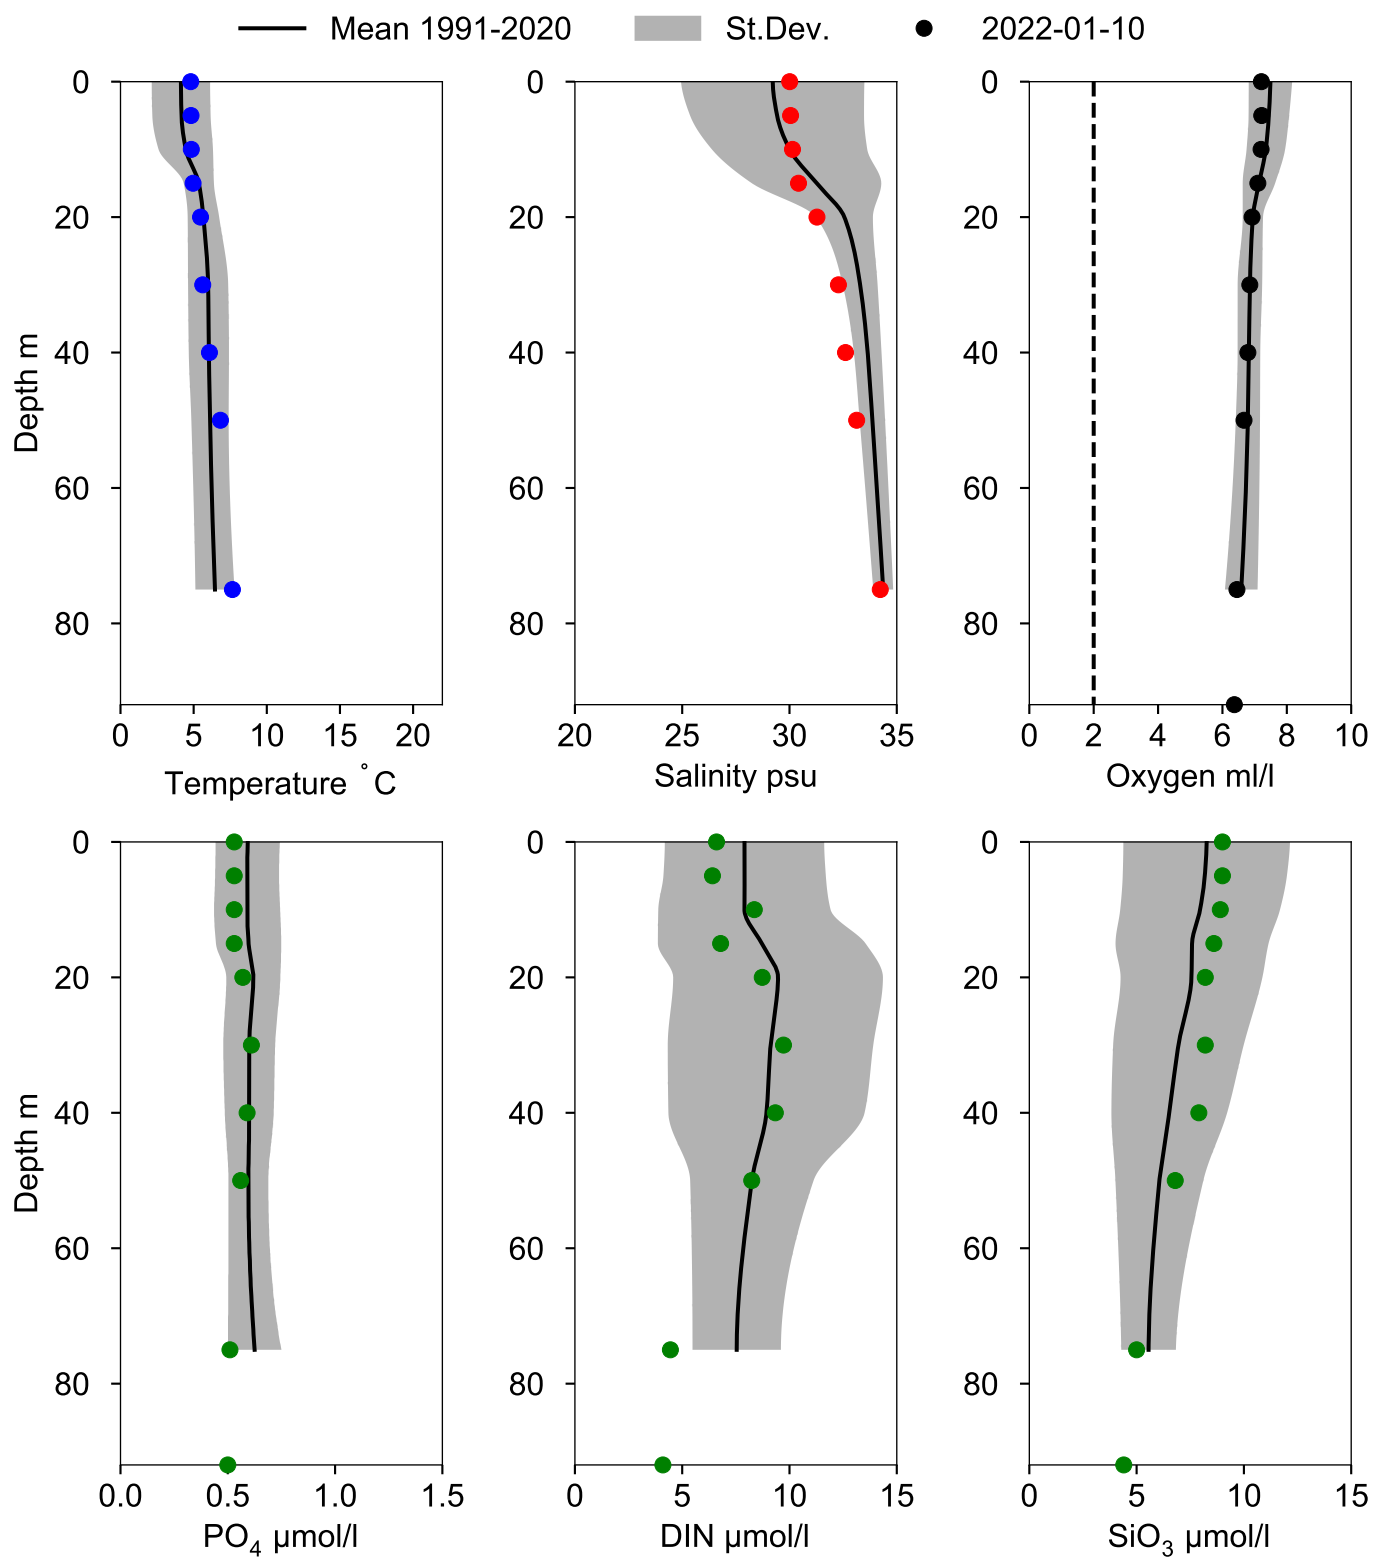 Mean 1991-2020 St.Dev. 2022-01-10
0 0 0
20 20 20
40 40 40
60 60 60
80 80 80
Depth m
0 5 10 15 20 20 25 30 35 0 2 4 6 8 10
Temperature ˚C Salinity psu Oxygen ml/l
0 0 0
20 20 20
40 40 40
60 60 60
80 80 80
Depth m
0.0 0.5 1.0 1.5 0 5 10 15 0 5 10 15
PO₄ µmol/l DIN µmol/l SiO₃ µmol/l